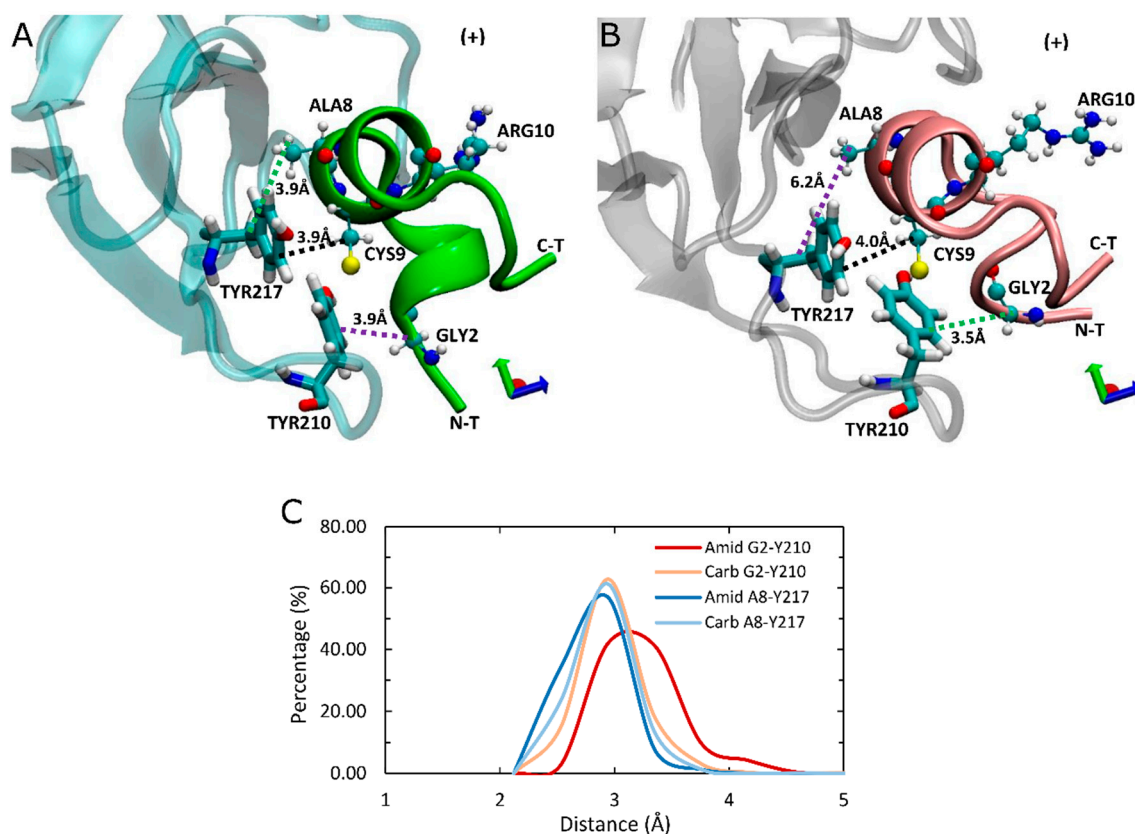 A
(+)
ALA8
ARG10
3.9Å
3.9Å
CYS9
C-T
TYR217
3.9Å
GLY2
TYR210
N-T
B
(+)
ALA8
ARG10
6.2Å
4.0Å
CYS9
C-T
TYR217
GLY2
3.5Å
N-T
TYR210
C
80.00
60.00
40.00
20.00
0.00
Percentage (%)
Amid G2-Y210
Carb G2-Y210
Amid A8-Y217
Carb A8-Y217
1 2 3 4 5
Distance (Å)